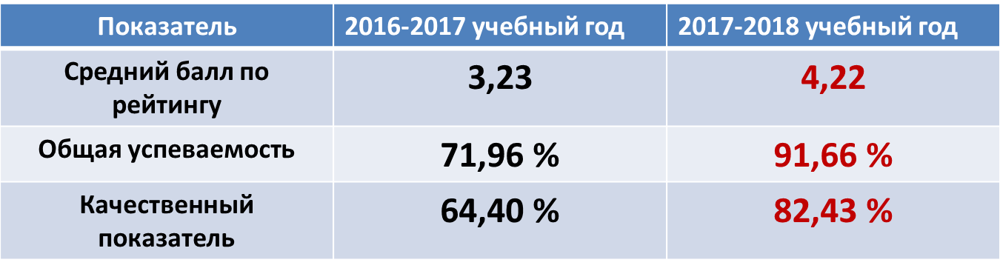 Показатель 2016-2017 учебный год 2017-2018 учебный год
Средний балл по
рейтингу 3,23 4,22
Общая успеваемость 71,96 % 91,66 %
Качественный
показатель 64,40 % 82,43 %